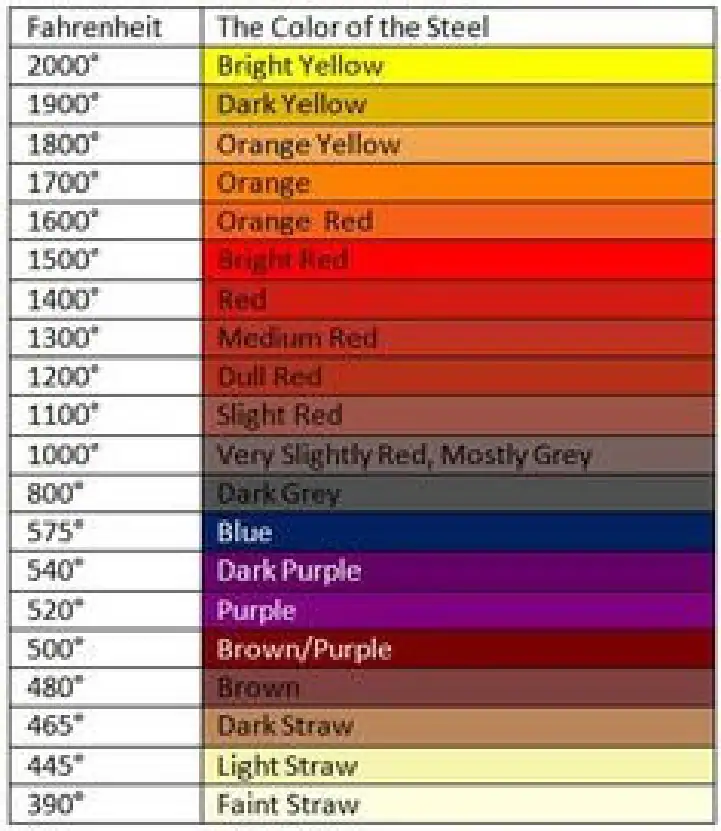 Fahrenheit The Color of the Steel
2000° Bright Yellow
1900° Dark Yellow
1800° Orange Yellow
1700° Orange
1600° Orange Red
1500° Bright Red
1400° Red
1300° Medium Red
1200° Dull Red
1100° Slight Red
1000° Very Slightly Red, Mostly Grey
800° Dark Grey
575° Blue
540° Dark Purple
520° Purple
500° Brown/Purple
480° Brown
465° Dark Straw
445° Light Straw
390° Faint Straw